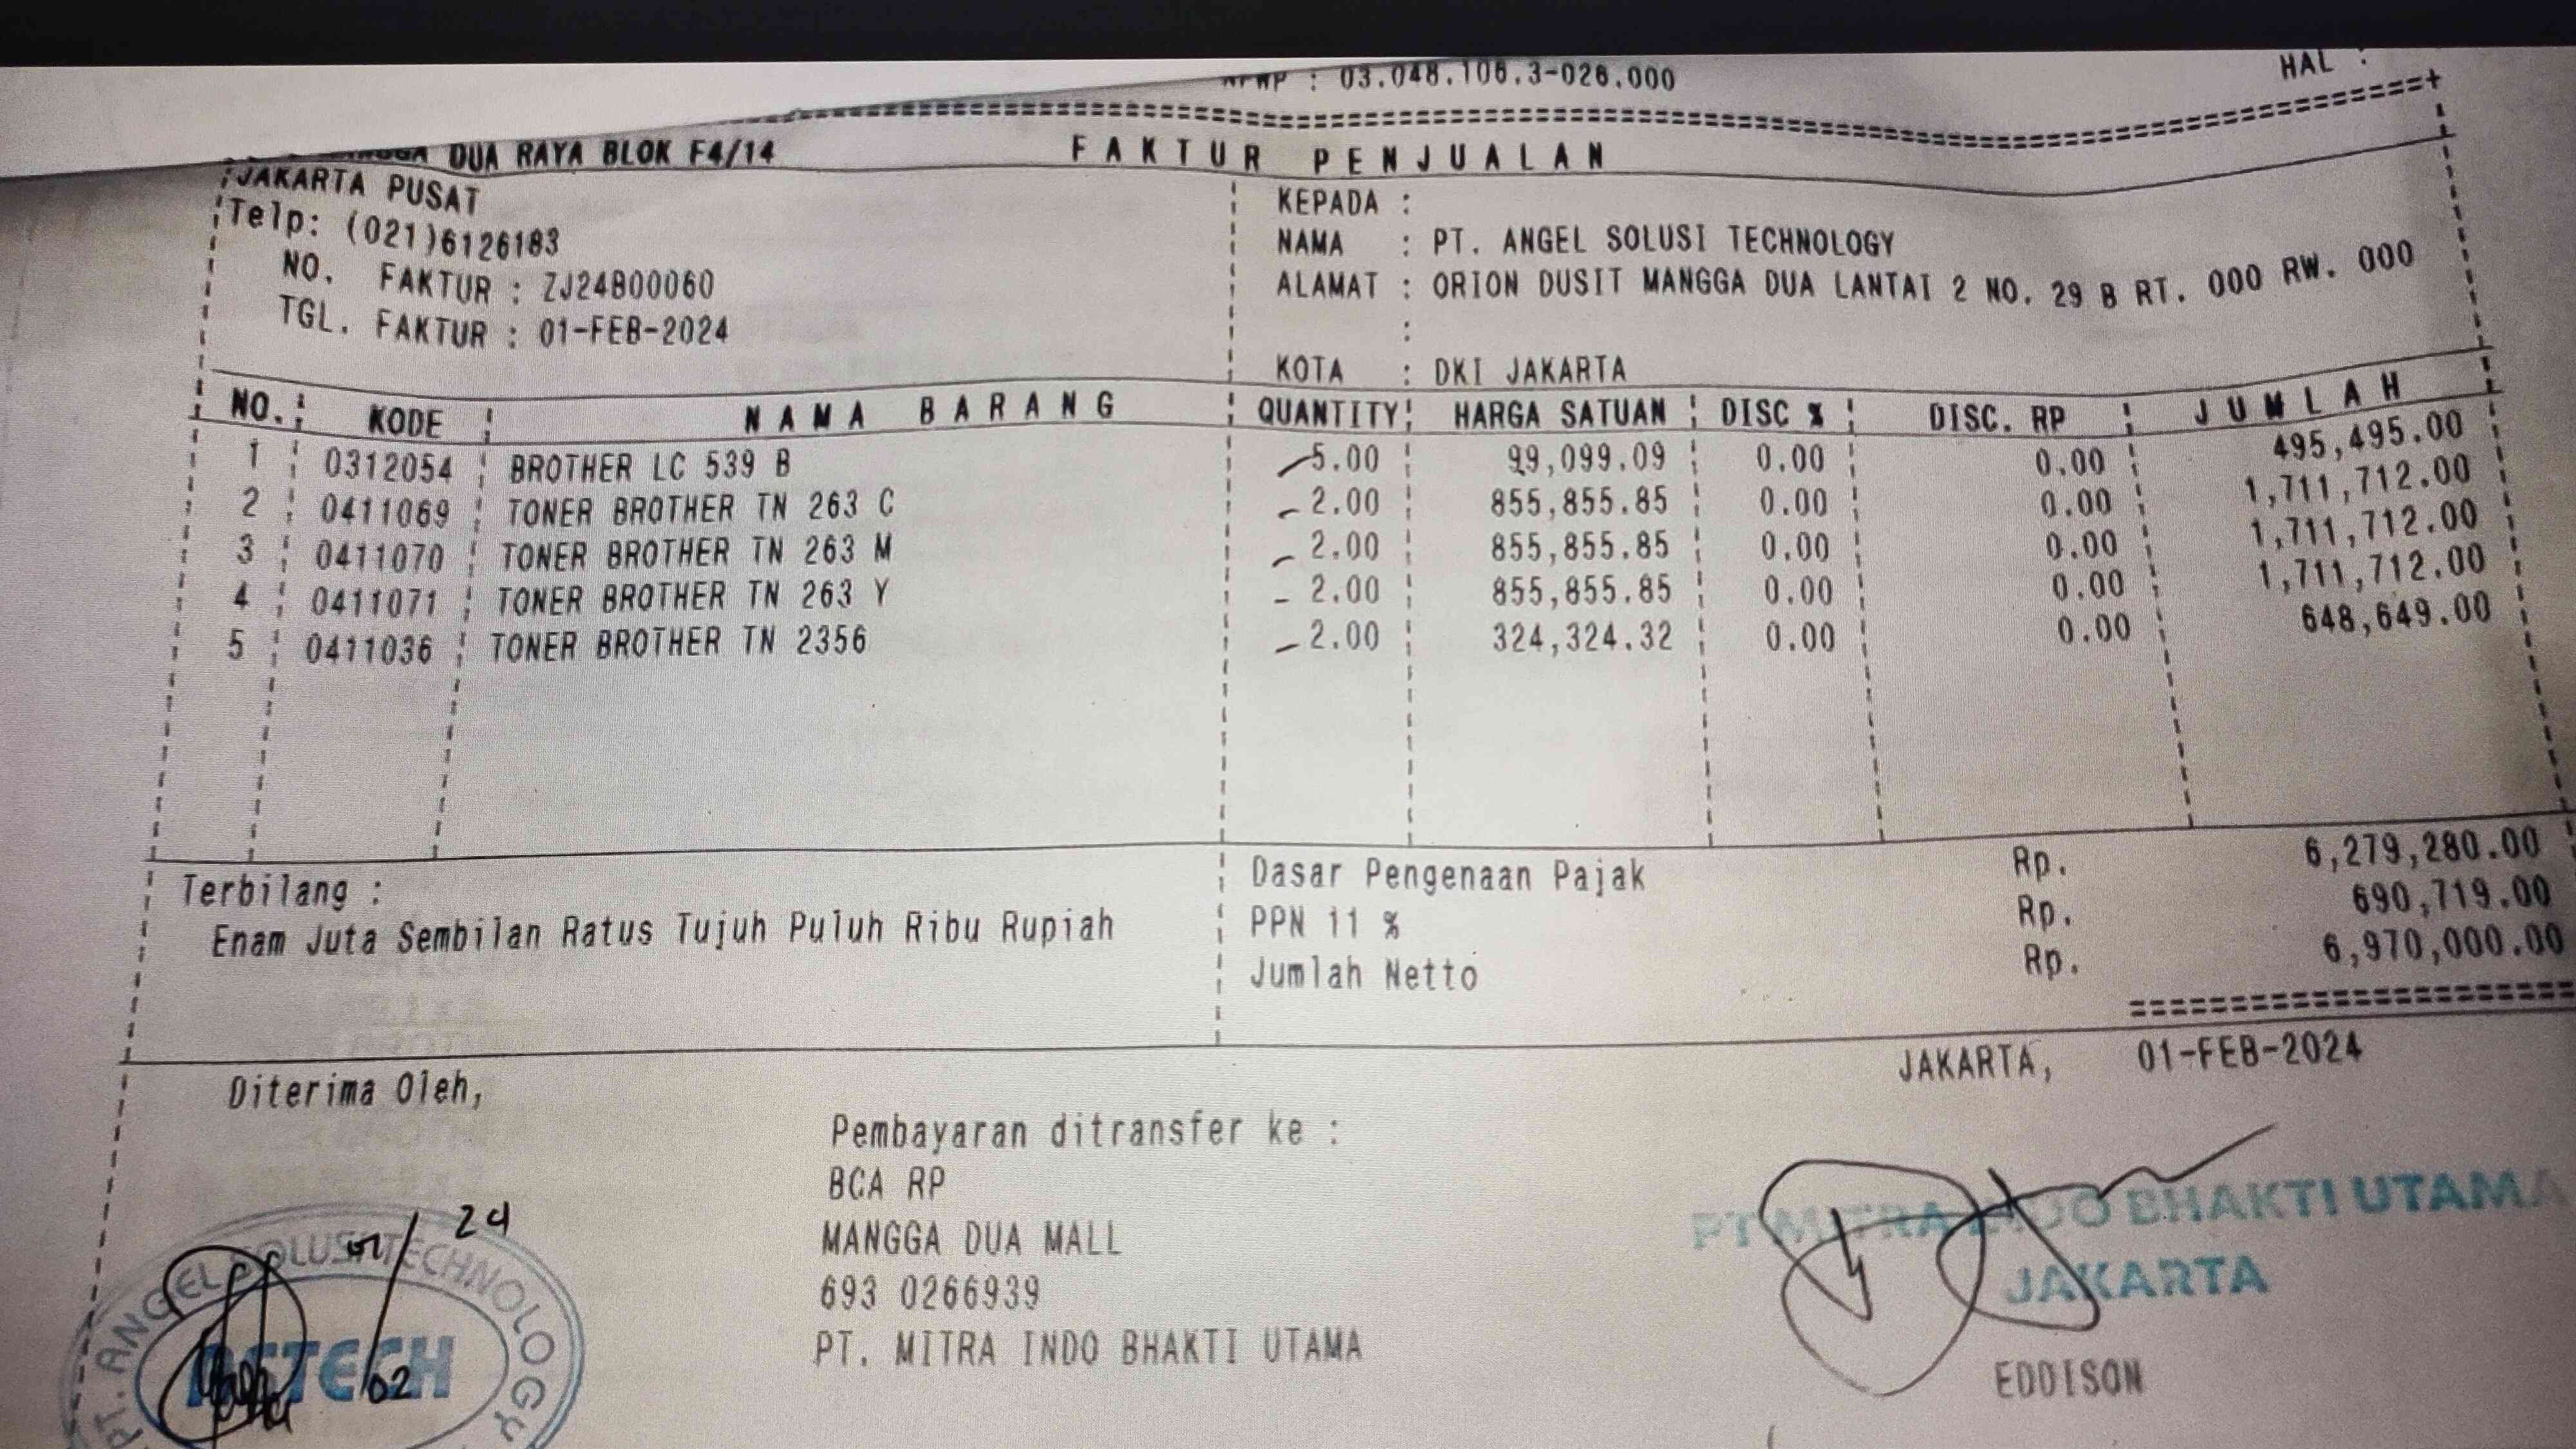 NPWP : 03.048.106.3-026.000
HAL :
DUA RAYA BLOK F4/14
FAKTUR PENJUALAN
JAKARTA PUSAT
Telp: (021)6126183
NO. FAKTUR : ZJ24B00060
TGL. FAKTUR : 01-FEB-2024
KEPADA :
NAMA : PT. ANGEL SOLUSI TECHNOLOGY
ALAMAT : ORION DUSIT MANGGA DUA LANTAI 2 NO. 29 B RT. 000 RW. 000
:
KOTA : DKI JAKARTA
NO. KODE NAMA BARANG QUANTITY HARGA SATUAN DISC % DISC. RP JUMLAH
1 0312054 BROTHER LC 539 B 5.00 99,099.09 0.00 0.00 495,495.00
2 0411069 TONER BROTHER TN 263 C 2.00 855,855.85 0.00 0.00 1,711,712.00
3 0411070 TONER BROTHER TN 263 M 2.00 855,855.85 0.00 0.00 1,711,712.00
4 0411071 TONER BROTHER TN 263 Y 2.00 855,855.85 0.00 0.00 1,711,712.00
5 0411036 TONER BROTHER TN 2356 2.00 324,324.32 0.00 0.00 648,649.00
Terbilang :
Enam Juta Sembilan Ratus Tujuh Puluh Ribu Rupiah
Dasar Pengenaan Pajak Rp. 6,279,280.00
PPN 11 % Rp. 690,719.00
Jumlah Netto Rp. 6,970,000.00
JAKARTA, 01-FEB-2024
Diterima Oleh,
Pembayaran ditransfer ke :
BCA RP
MANGGA DUA MALL
693 0266939
PT. MITRA INDO BHAKTI UTAMA
PT. ANGEL SOLUSI TECHNOLOGY
ASTECH
02
24
PT MITRA INDO BHAKTI UTAMA
JAKARTA
EDDISON